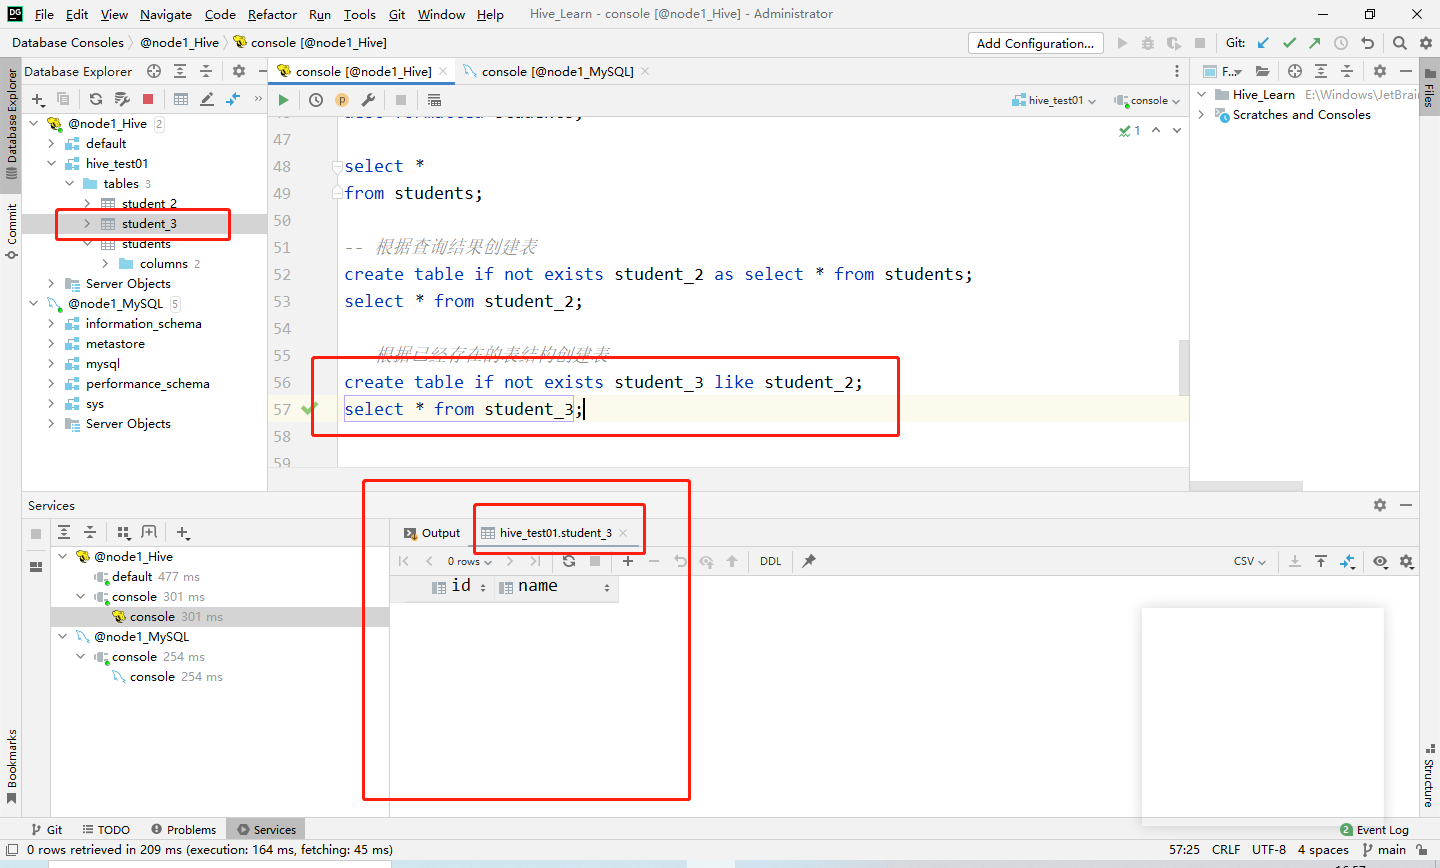 DG File Edit View Navigate Code Refactor Run Tools Git Window Help Hive_Learn - console [@node1_Hive] - Administrator
Database Consoles @node1_Hive console [@node1_Hive] Add Configuration... Git:
Database Explorer
console [@node1_Hive] console [@node1_MySQL]
hive_test01 console
@node1_Hive 2
default
hive_test01
tables 3
student_2
student_3
students
columns 2
Server Objects
@node1_MySQL 5
information_schema
metastore
mysql
performance_schema
sys
Server Objects
47
48 select *
49 from students;
50
51 -- 根据查询结果创建表
52 create table if not exists student_2 as select * from students;
53 select * from student_2;
54
55 根据已经存在的表结构创建表
56 create table if not exists student_3 like student_2;
57 select * from student_3;
58
59
1
F..
Hive_Learn E:\Windows\JetBrai
Scratches and Consoles
Database Explorer
Commit
Bookmarks
Files
Structure
Services
@node1_Hive
default 477 ms
console 301 ms
console 301 ms
@node1_MySQL
console 254 ms
console 254 ms
Output hive_test01.student_3
0 rows DDL CSV
id name
Git TODO Problems Services 2 Event Log
0 rows retrieved in 209 ms (execution: 164 ms, fetching: 45 ms) 57:25 CRLF UTF-8 4 spaces main